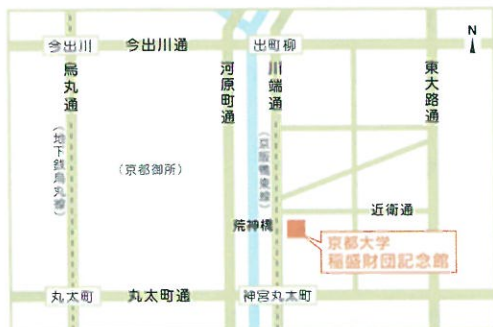 N
今出川
今出川通
出町柳
烏丸通
(地下鉄烏丸線)
(京都御所)
河原町通
川端通
(京阪鴨東線)
東大路通
近衛通
荒神橋
京都大学
稲盛財団記念館
丸太町
丸太町通
神宮丸太町